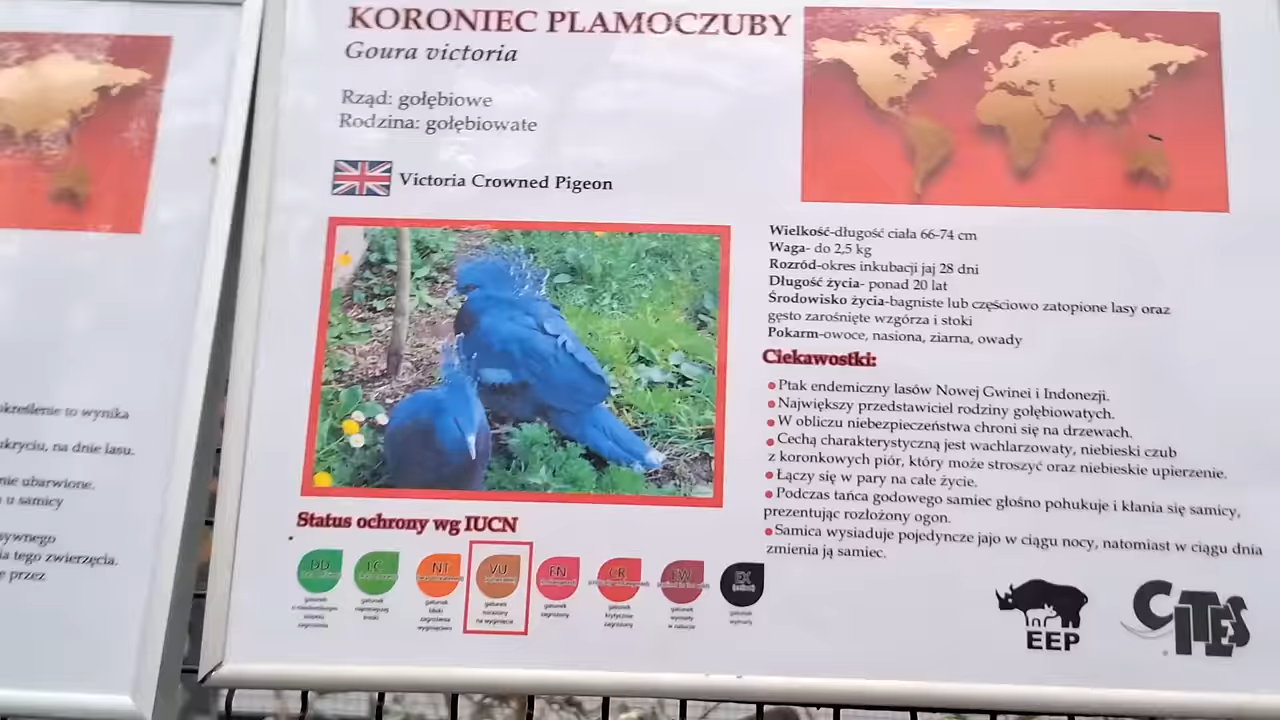 KORONIEC PLAMOCZUBY
Goura victoria
Rząd: gołębiowe
Rodzina: gołębiowate
Victoria Crowned Pigeon
Wielkość-długość ciała 66-74 cm
Waga- do 2,5 kg
Rozród-okres inkubacji jaj 28 dni
Długość życia- ponad 20 lat
Środowisko życia-bagniste lub częściowo zatopione lasy oraz
gęsto zarośnięte wzgórza i stoki
Pokarm-owoce, nasiona, ziarna, owady
Ciekawostki:
Ptak endemiczny lasów Nowej Gwinei i Indonezji.
Największy przedstawiciel rodziny gołębiowatych.
W obliczu niebezpieczeństwa chroni się na drzewach.
Cechą charakterystyczną jest wachlarzowaty, niebieski czub
z koronkowych piór, który może stroszyć oraz niebieskie upierzenie.
Łączy się w pary na całe życie.
Podczas tańca godowego samiec głośno pohukuje i kłania się samicy,
prezentując rozłożony ogon.
Samica wysiaduje pojedyncze jajo w ciągu nocy, natomiast w ciągu dnia
zmienia ją samiec.
Status ochrony wg IUCN
DD LC NT VU EN CR EW EX
EEP
CITES
określenie to wynika
ukryciu, na dnie lasu.
ubarwione.
u samicy
tego zwierzęcia.
przez